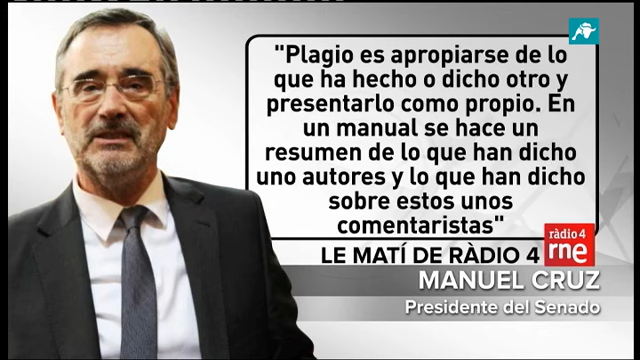 "Plagio es apropiarse de lo
que ha hecho o dicho otro y
presentarlo como propio. En
un manual se hace un
resumen de lo que han dicho
uno autores y lo que han dicho
sobre estos unos
comentaristas"
ràdio 4
rne
LE MATÍ DE RÀDIO 4
MANUEL CRUZ
Presidente del Senado